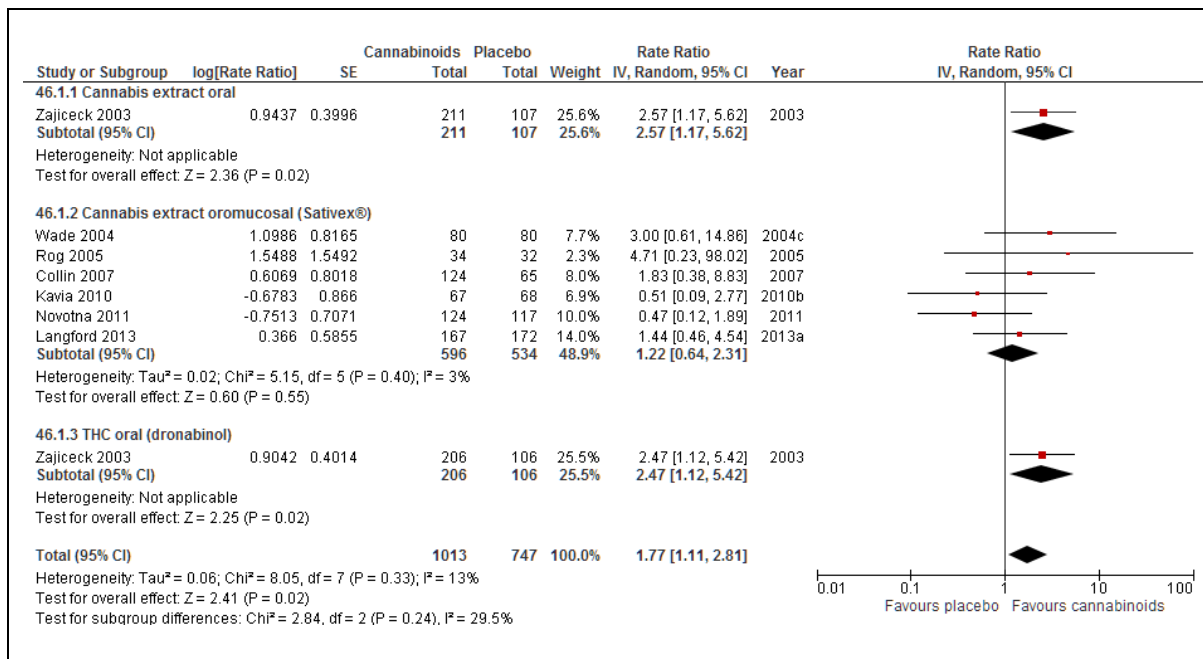 Cannabinoids Placebo Rate Ratio Rate Ratio
Study or Subgroup log[Rate Ratio] SE Total Total Weight IV, Random, 95% CI Year IV, Random, 95% CI
46.1.1 Cannabis extract oral
Zajiceck 2003 0.9437 0.3996 211 107 25.6% 2.57 [1.17, 5.62] 2003
Subtotal (95% CI) 211 107 25.6% 2.57 [1.17, 5.62]
Heterogeneity: Not applicable
Test for overall effect: Z = 2.36 (P = 0.02)
46.1.2 Cannabis extract oromucosal (Sativex®)
Wade 2004 1.0986 0.8165 80 80 7.7% 3.00 [0.61, 14.86] 2004c
Rog 2005 1.5488 1.5492 34 32 2.3% 4.71 [0.23, 98.02] 2005
Collin 2007 0.6069 0.8018 124 65 8.0% 1.83 [0.38, 8.83] 2007
Kavia 2010 -0.6783 0.866 67 68 6.9% 0.51 [0.09, 2.77] 2010b
Novotna 2011 -0.7513 0.7071 124 117 10.0% 0.47 [0.12, 1.89] 2011
Langford 2013 0.366 0.5855 167 172 14.0% 1.44 [0.46, 4.54] 2013a
Subtotal (95% CI) 596 534 48.9% 1.22 [0.64, 2.31]
Heterogeneity: Tau² = 0.02; Chi² = 5.15, df = 5 (P = 0.40); I² = 3%
Test for overall effect: Z = 0.60 (P = 0.55)
46.1.3 THC oral (dronabinol)
Zajiceck 2003 0.9042 0.4014 206 106 25.5% 2.47 [1.12, 5.42] 2003
Subtotal (95% CI) 206 106 25.5% 2.47 [1.12, 5.42]
Heterogeneity: Not applicable
Test for overall effect: Z = 2.25 (P = 0.02)
Total (95% CI) 1013 747 100.0% 1.77 [1.11, 2.81]
Heterogeneity: Tau² = 0.06; Chi² = 8.05, df = 7 (P = 0.33); I² = 13%
Test for overall effect: Z = 2.41 (P = 0.02)
Test for subgroup differences: Chi² = 2.84, df = 2 (P = 0.24), I² = 29.5%
0.01 0.1 1 10 100
Favours placebo Favours cannabinoids